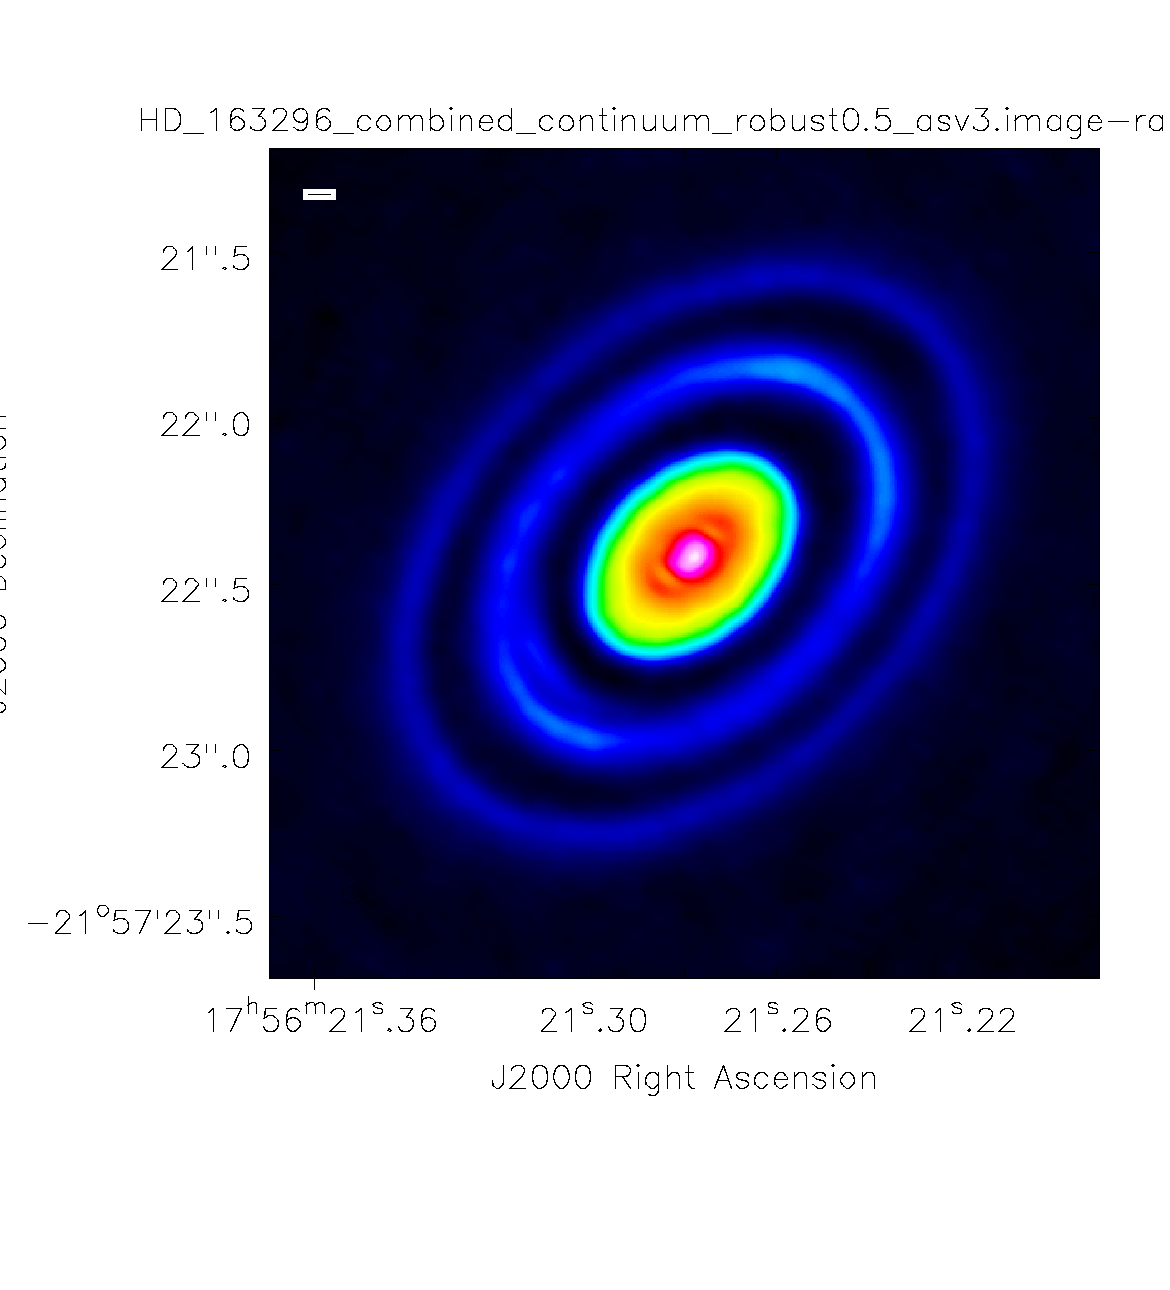 HD_163296_combined_continuum_robust0.5_asv3.image-ra
21".5
22".0
22".5
23".0
-21°57'23".5
17ʰ56ᵐ21ˢ.36 21ˢ.30 21ˢ.26 21ˢ.22
J2000 Right Ascension